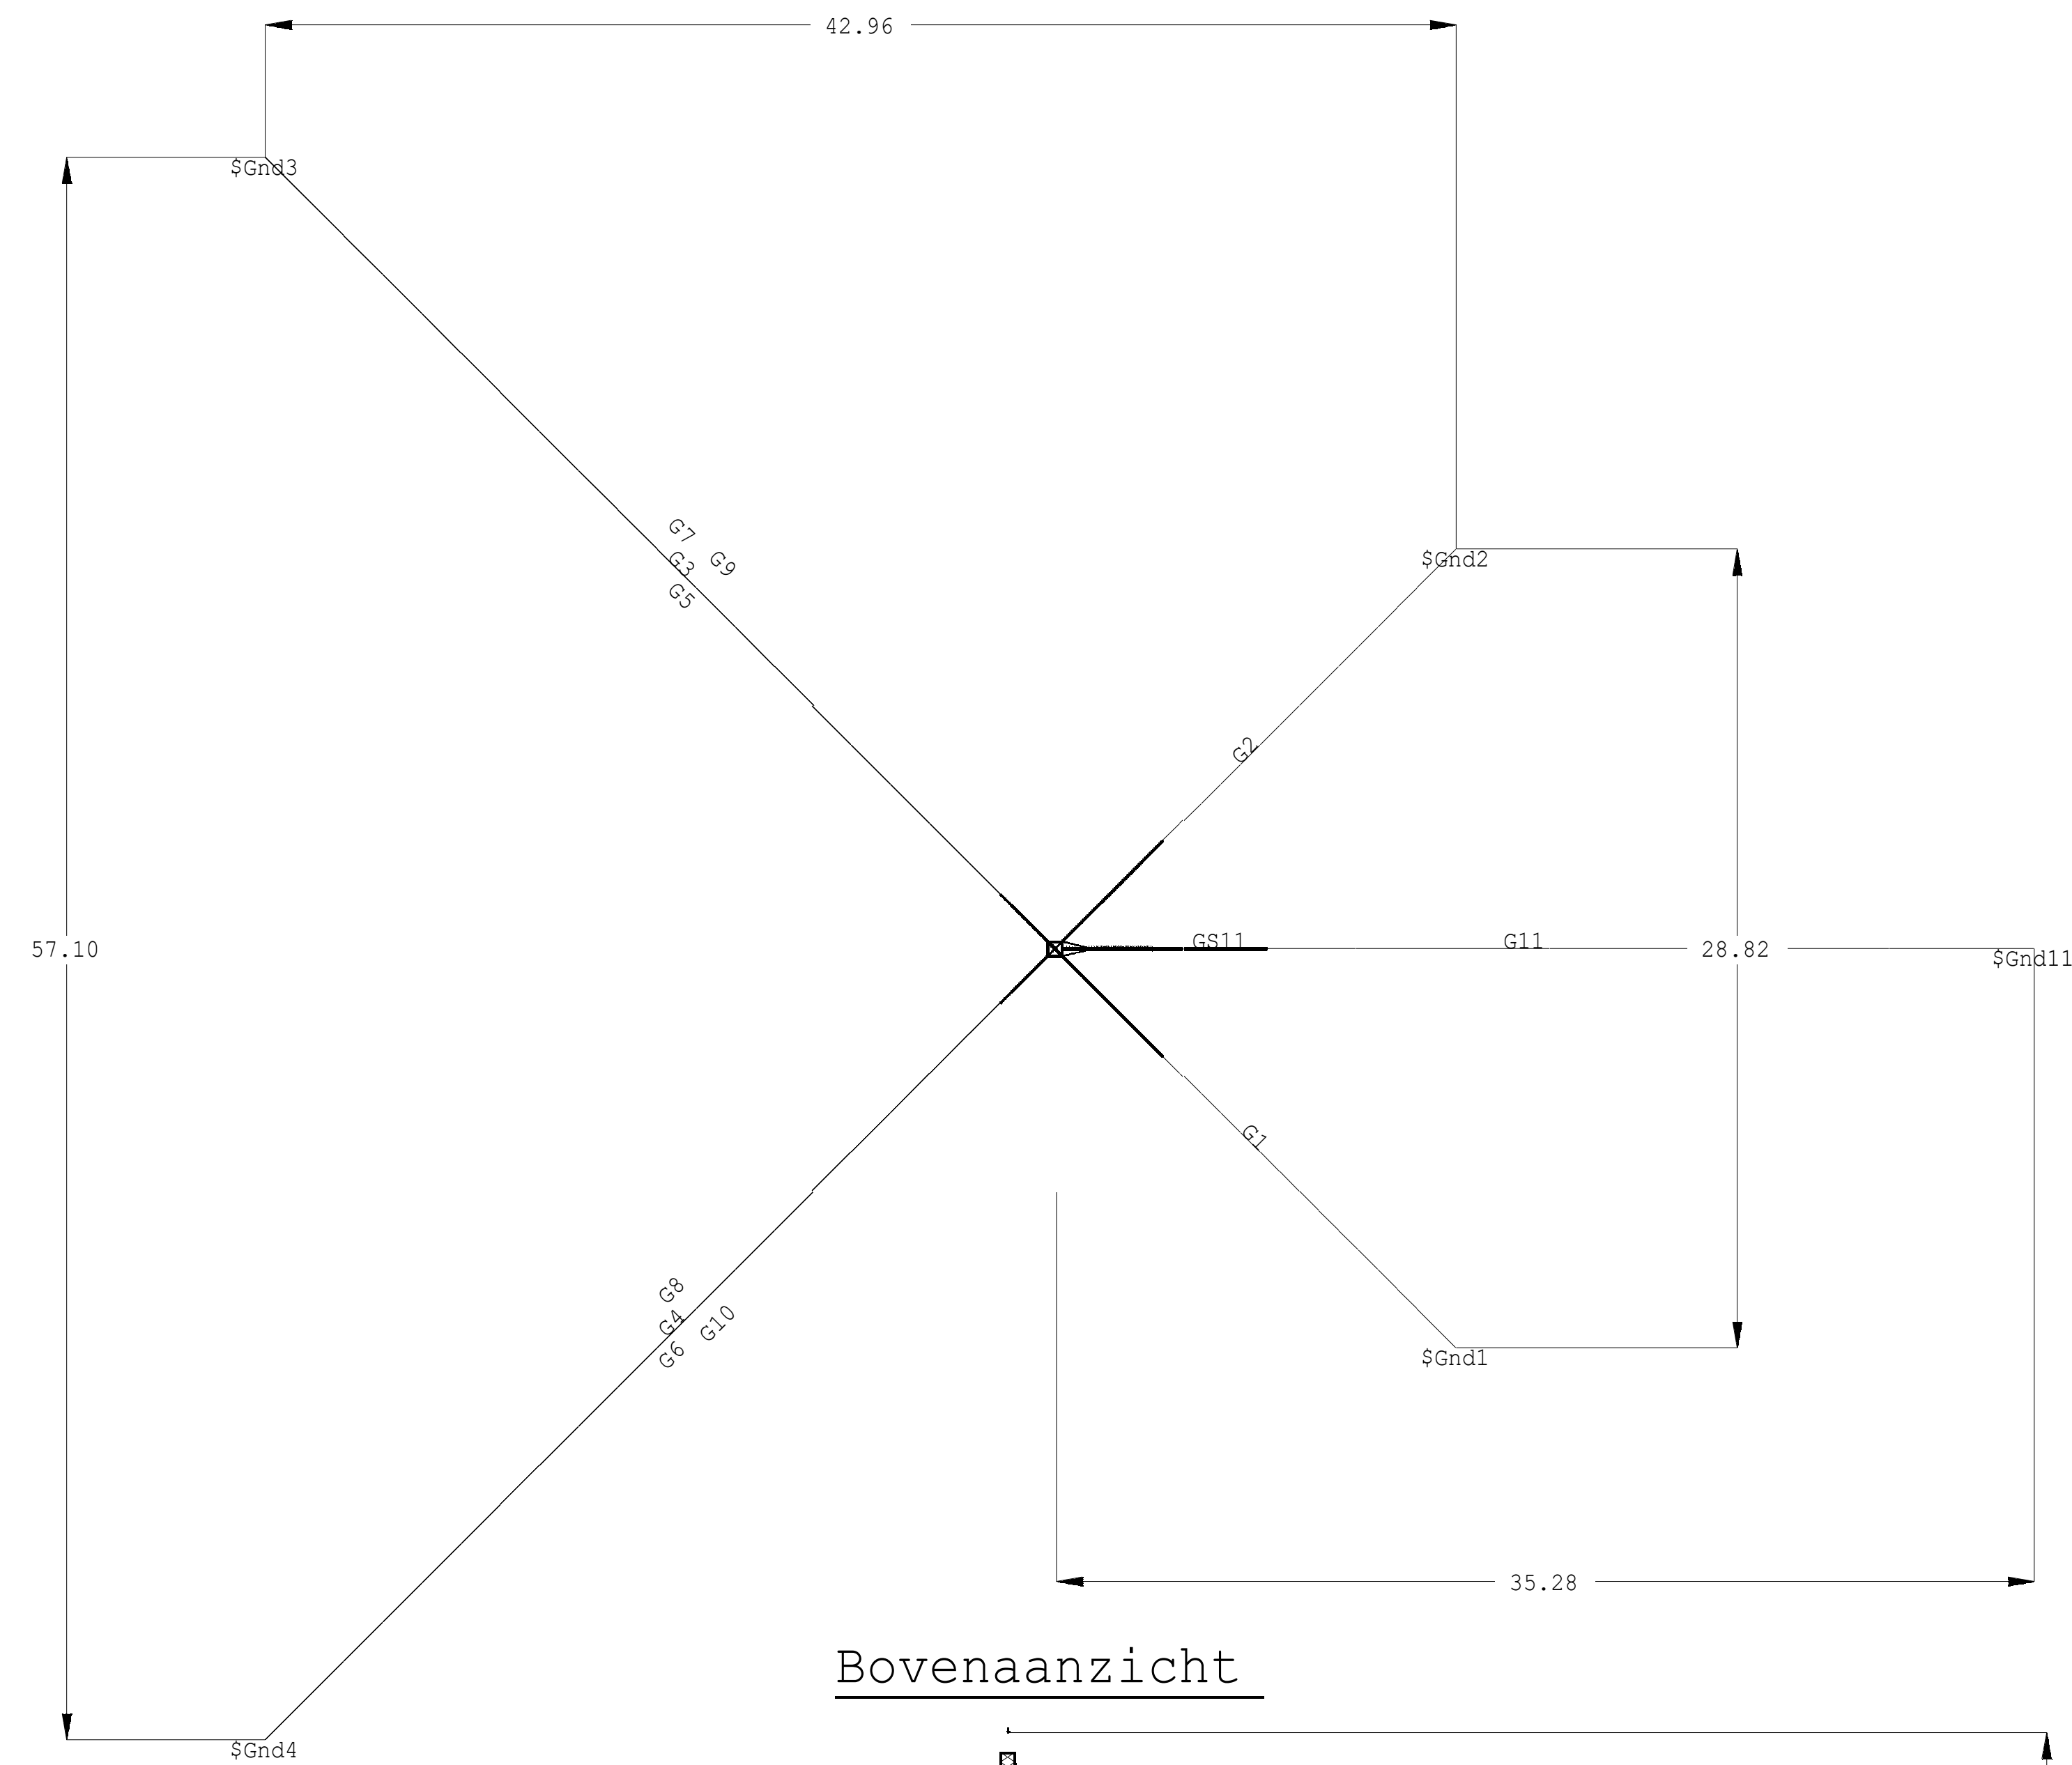 42.96
$Gnd3
G7 G9
G3
G5
$Gnd2
G2
57.10
GS11
G11
28.82
$Gnd11
G1
G8
G4 G10
G6
$Gnd1
35.28
Bovenaanzicht
$Gnd4